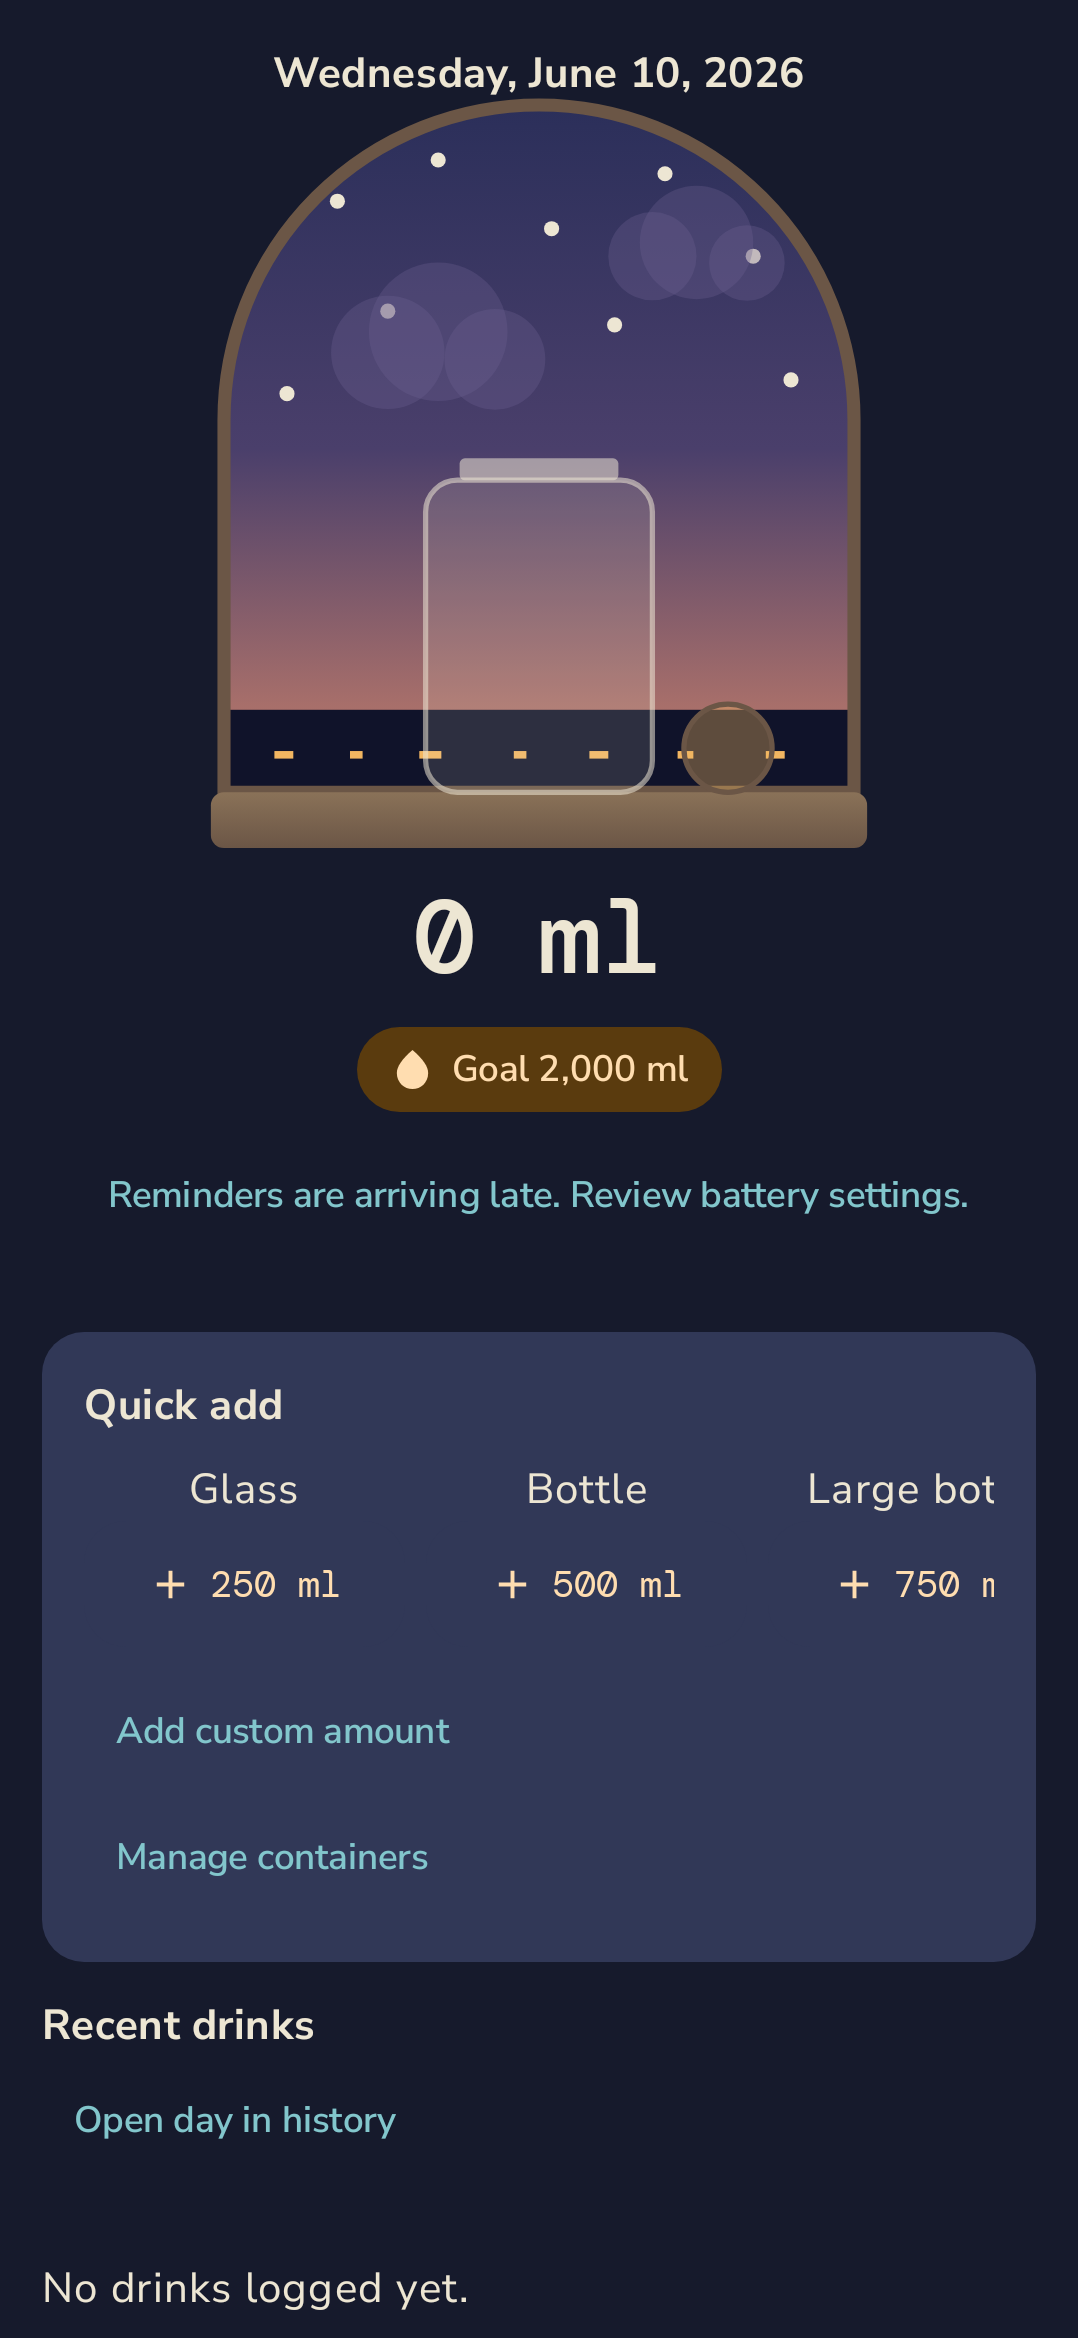 Wednesday, June 10, 2026
0 ml
Goal 2,000 ml
Reminders are arriving late. Review battery settings.
Quick add
Glass Bottle Large bot
+ 250 ml + 500 ml + 750 m
Add custom amount
Manage containers
Recent drinks
Open day in history
No drinks logged yet.